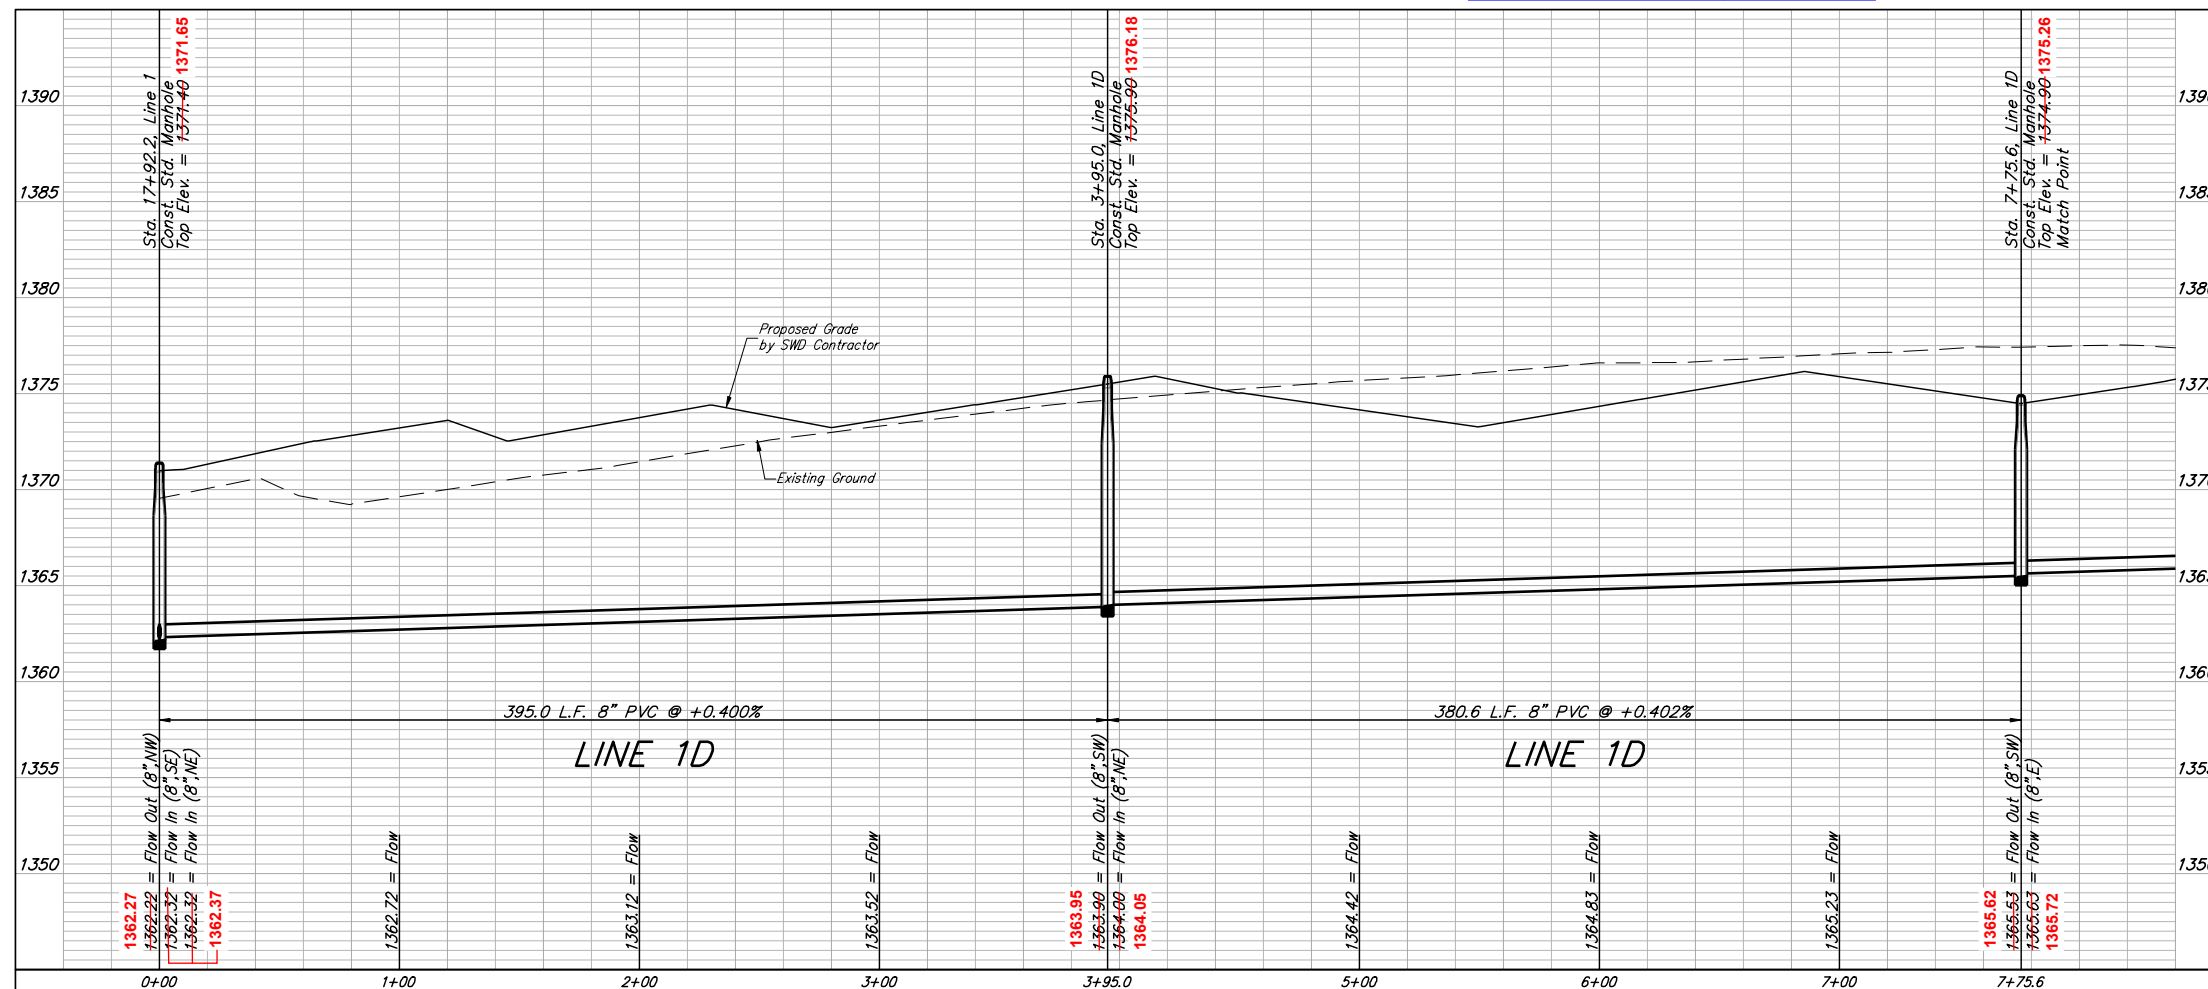 Sta. 17+92.2, Line 1
Const. Std. Manhole
Top Elev. = 1371.40 1371.65
Sta. 3+95.0, Line 1D
Const. Std. Manhole
Top Elev. = 1375.90 1376.18
Sta. 7+75.6, Line 1D
Const. Std. Manhole
Top Elev. = 1374.90 1375.26
Match Point
1390
1385
1380
1375
1370
1365
1360
1355
1350
Proposed Grade
by SWD Contractor
Existing Ground
395.0 L.F. 8" PVC @ +0.400%
380.6 L.F. 8" PVC @ +0.402%
LINE 1D
LINE 1D
1362.27
1362.22 = Flow Out (8",NW)
1362.32 = Flow In (8",SE)
1362.32 = Flow In (8",NE)
1362.37
1362.72 = Flow
1363.12 = Flow
1363.52 = Flow
1363.95
1363.90 = Flow Out (8",SW)
1364.00 = Flow In (8",NE)
1364.05
1364.42 = Flow
1364.83 = Flow
1365.23 = Flow
1365.62
1365.53 = Flow Out (8",SW)
1365.63 = Flow In (8",E)
1365.72
0+00
1+00
2+00
3+00
3+95.0
5+00
6+00
7+00
7+75.6